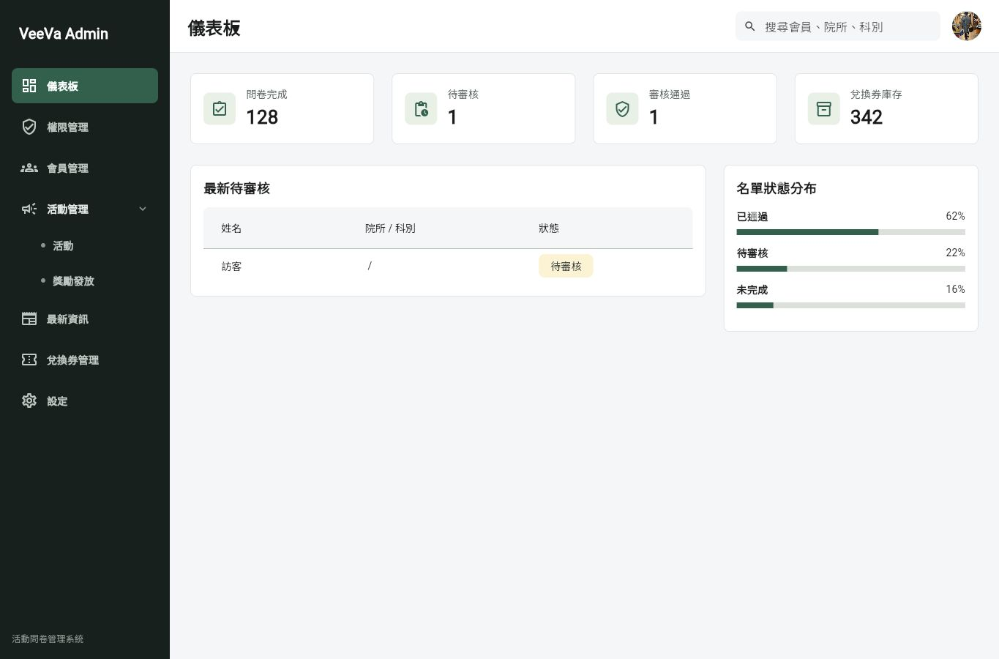 VeeVa Admin
儀表板
權限管理
會員管理
活動管理
活動
獎勵發放
最新資訊
兌換券管理
設定
活動問卷管理系統
儀表板
搜尋會員、院所、科別
問卷完成
128
待審核
1
審核通過
1
兌換券庫存
342
最新待審核
姓名 院所 / 科別 狀態
訪客 / 待審核
名單狀態分布
已通過 62%
待審核 22%
未完成 16%